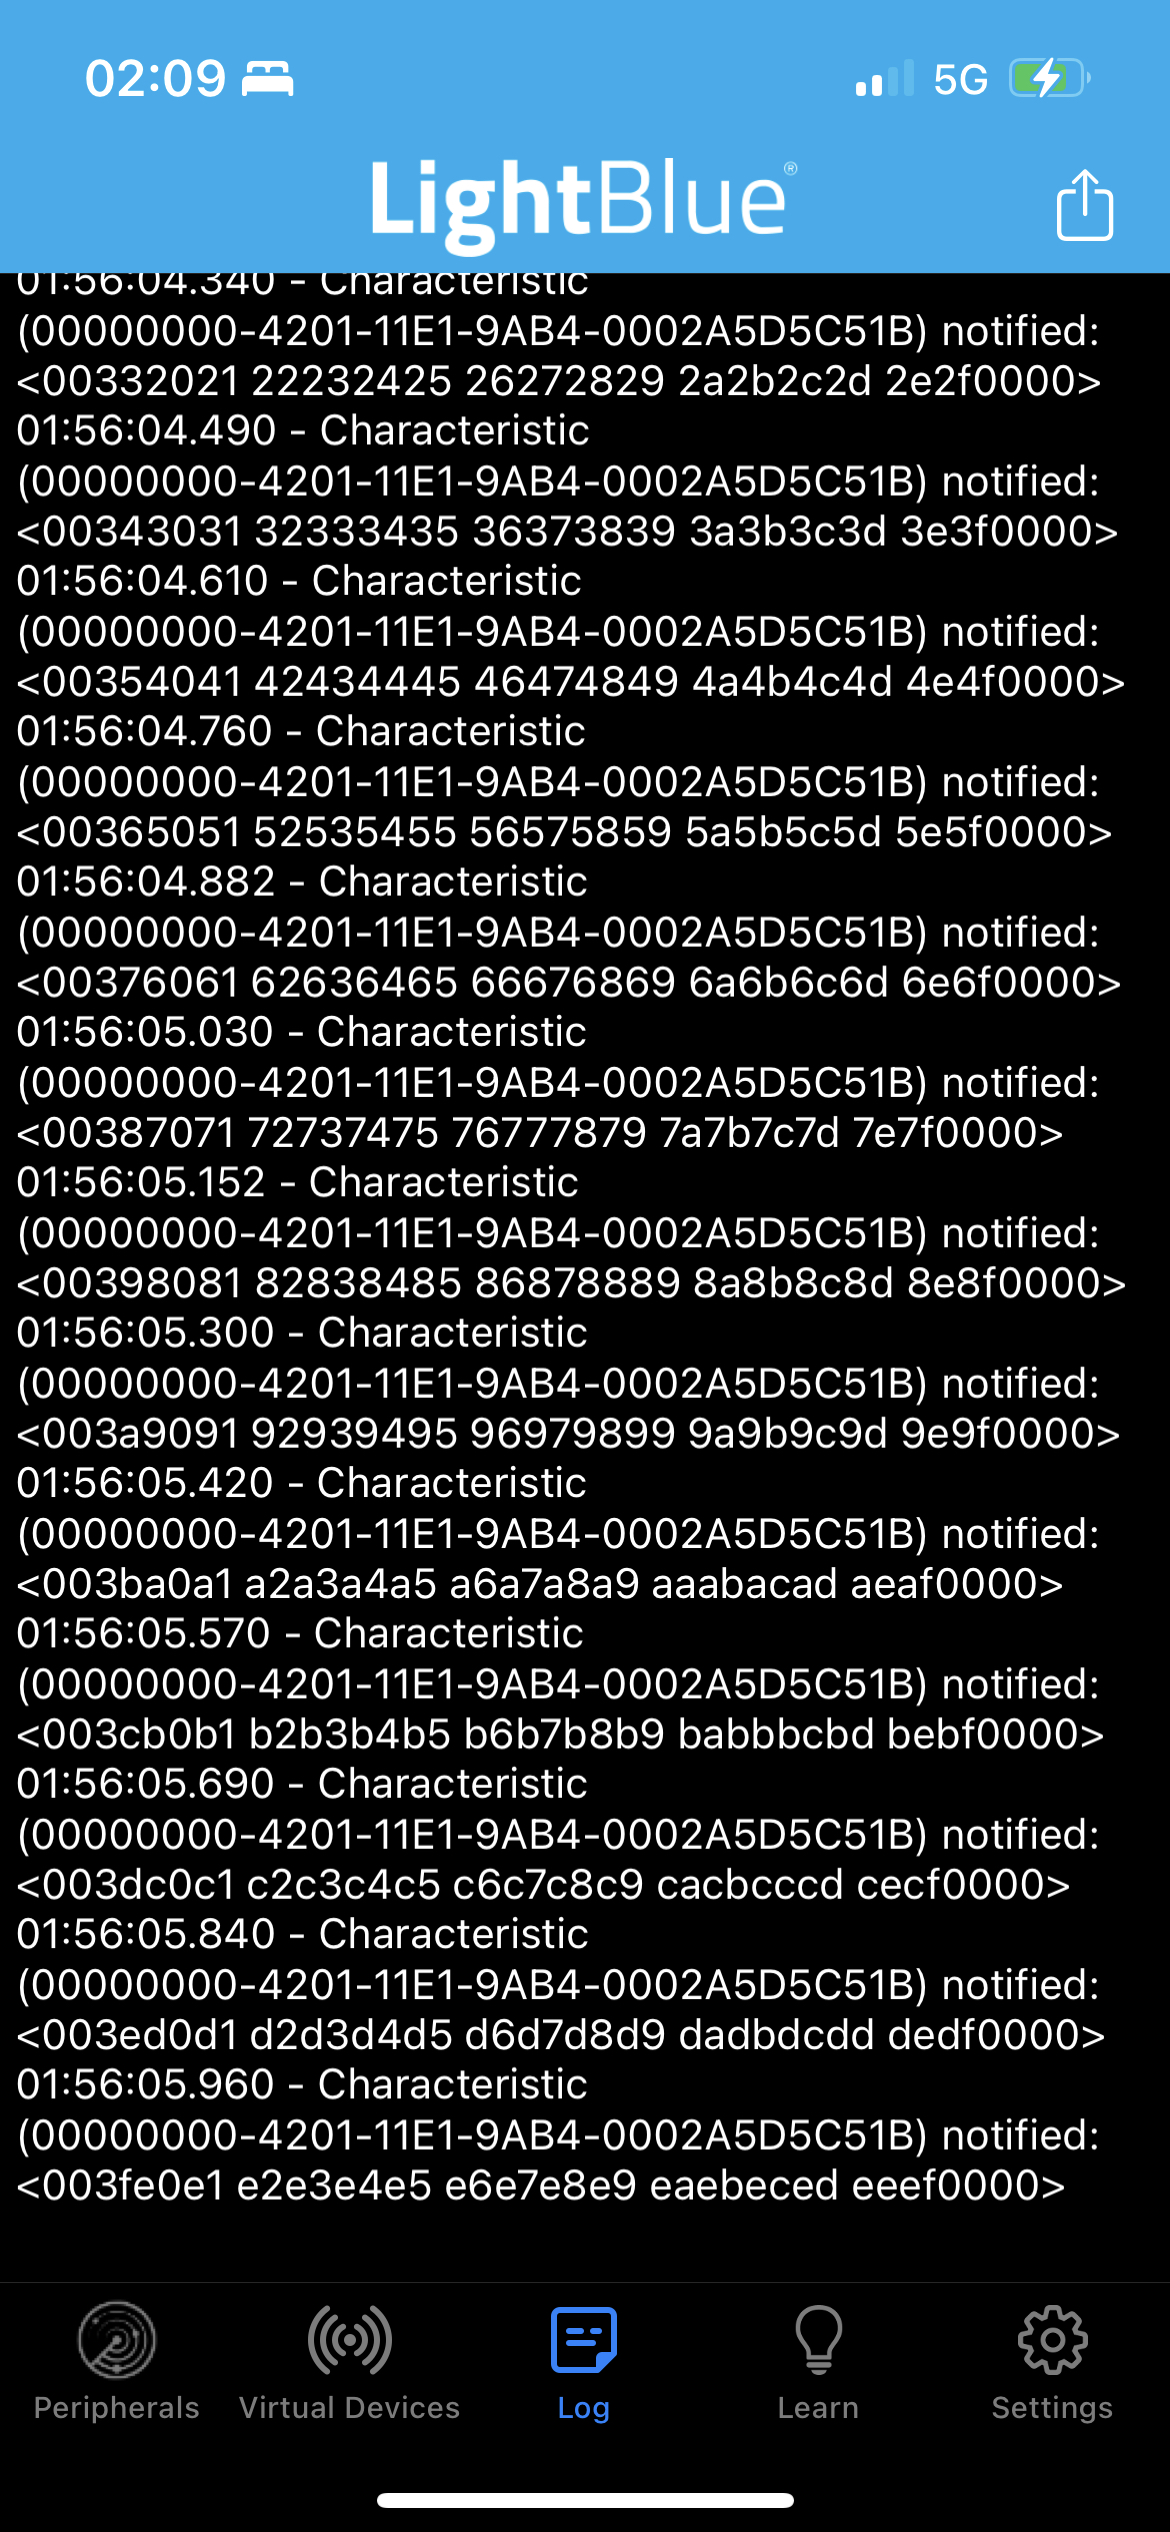 02:09
5G
LightBlue®
01:56:04.340 - Characteristic
(00000000-4201-11E1-9AB4-0002A5D5C51B) notified:
<00332021 22232425 26272829 2a2b2c2d 2e2f0000>
01:56:04.490 - Characteristic
(00000000-4201-11E1-9AB4-0002A5D5C51B) notified:
<00343031 32333435 36373839 3a3b3c3d 3e3f0000>
01:56:04.610 - Characteristic
(00000000-4201-11E1-9AB4-0002A5D5C51B) notified:
<00354041 42434445 46474849 4a4b4c4d 4e4f0000>
01:56:04.760 - Characteristic
(00000000-4201-11E1-9AB4-0002A5D5C51B) notified:
<00365051 52535455 56575859 5a5b5c5d 5e5f0000>
01:56:04.882 - Characteristic
(00000000-4201-11E1-9AB4-0002A5D5C51B) notified:
<00376061 62636465 66676869 6a6b6c6d 6e6f0000>
01:56:05.030 - Characteristic
(00000000-4201-11E1-9AB4-0002A5D5C51B) notified:
<00387071 72737475 76777879 7a7b7c7d 7e7f0000>
01:56:05.152 - Characteristic
(00000000-4201-11E1-9AB4-0002A5D5C51B) notified:
<00398081 82838485 86878889 8a8b8c8d 8e8f0000>
01:56:05.300 - Characteristic
(00000000-4201-11E1-9AB4-0002A5D5C51B) notified:
<003a9091 92939495 96979899 9a9b9c9d 9e9f0000>
01:56:05.420 - Characteristic
(00000000-4201-11E1-9AB4-0002A5D5C51B) notified:
<003ba0a1 a2a3a4a5 a6a7a8a9 aaabacad aeaf0000>
01:56:05.570 - Characteristic
(00000000-4201-11E1-9AB4-0002A5D5C51B) notified:
<003cb0b1 b2b3b4b5 b6b7b8b9 babbbcbd bebf0000>
01:56:05.690 - Characteristic
(00000000-4201-11E1-9AB4-0002A5D5C51B) notified:
<003dc0c1 c2c3c4c5 c6c7c8c9 cacbcccd cecf0000>
01:56:05.840 - Characteristic
(00000000-4201-11E1-9AB4-0002A5D5C51B) notified:
<003ed0d1 d2d3d4d5 d6d7d8d9 dadbdcdd dedf0000>
01:56:05.960 - Characteristic
(00000000-4201-11E1-9AB4-0002A5D5C51B) notified:
<003fe0e1 e2e3e4e5 e6e7e8e9 eaebeced eeef0000>
Peripherals
Virtual Devices
Log
Learn
Settings